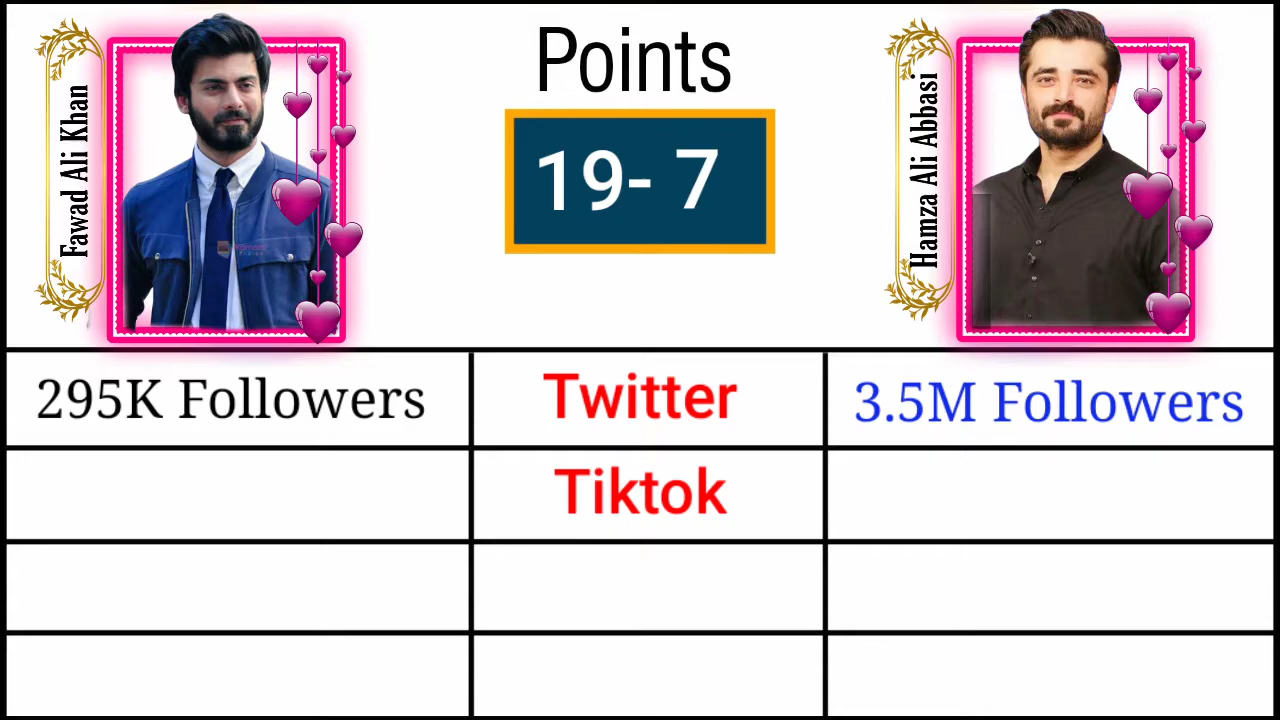 Fawad Ali Khan
Points
19- 7
Hamza Ali Abbasi
295K Followers
Twitter
3.5M Followers
Tiktok